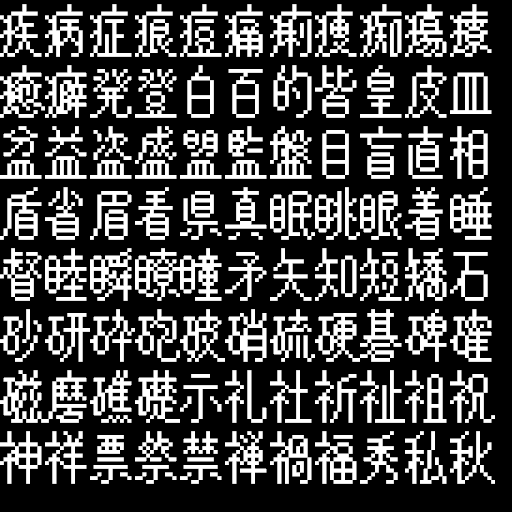 疾病症痕痘痛痢痩痴瘍療
癒癖発登白百的皆皇皮皿
盆益盗盛盟監盤目盲直相
盾省眉看県真眠眺眼着睡
督睦瞬瞭瞳矛矢知短矯石
砂研砕砲破硝硫硬碁碑確
磁磨礁礎示礼社祈祉祖祝
神祥票祭禁禅禍福秀私秋